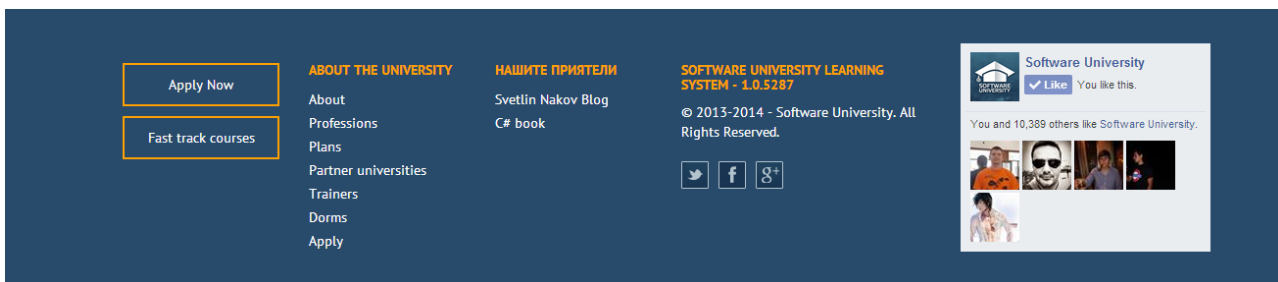 Apply Now
Fast track courses
ABOUT THE UNIVERSITY
About
Professions
Plans
Partner universities
Trainers
Dorms
Apply
НАШИТЕ ПРИЯТЕЛИ
Svetlin Nakov Blog
C# book
SOFTWARE UNIVERSITY LEARNING
SYSTEM - 1.0.5287
© 2013-2014 - Software University. All
Rights Reserved.
f
g+
SOFTWARE
UNIVERSITY
Software University
Like You like this.
You and 10,389 others like Software University.